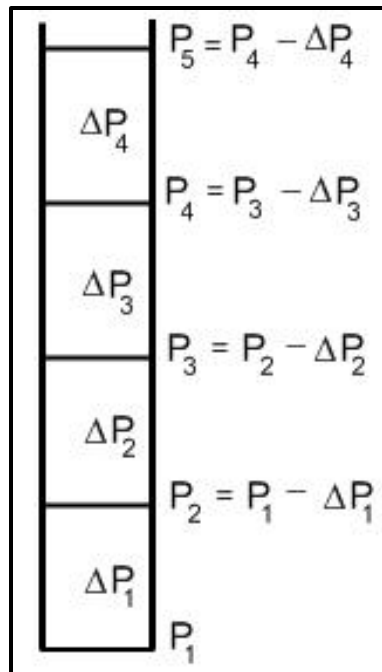 P₅ = P₄ − ΔP₄
ΔP₄
P₄ = P₃ − ΔP₃
ΔP₃
P₃ = P₂ − ΔP₂
ΔP₂
P₂ = P₁ − ΔP₁
ΔP₁
P₁